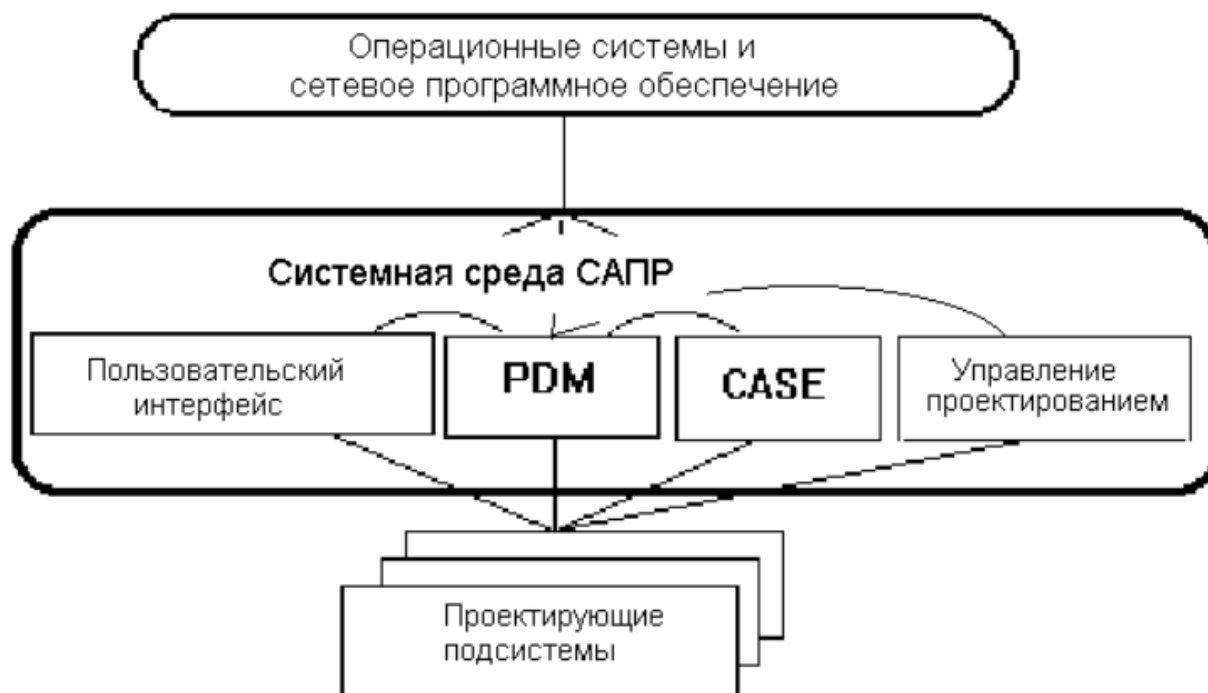 Операционные системы и
сетевое программное обеспечение
Системная среда САПР
Пользовательский
интерфейс
PDM
CASE
Управление
проектированием
Проектирующие
подсистемы